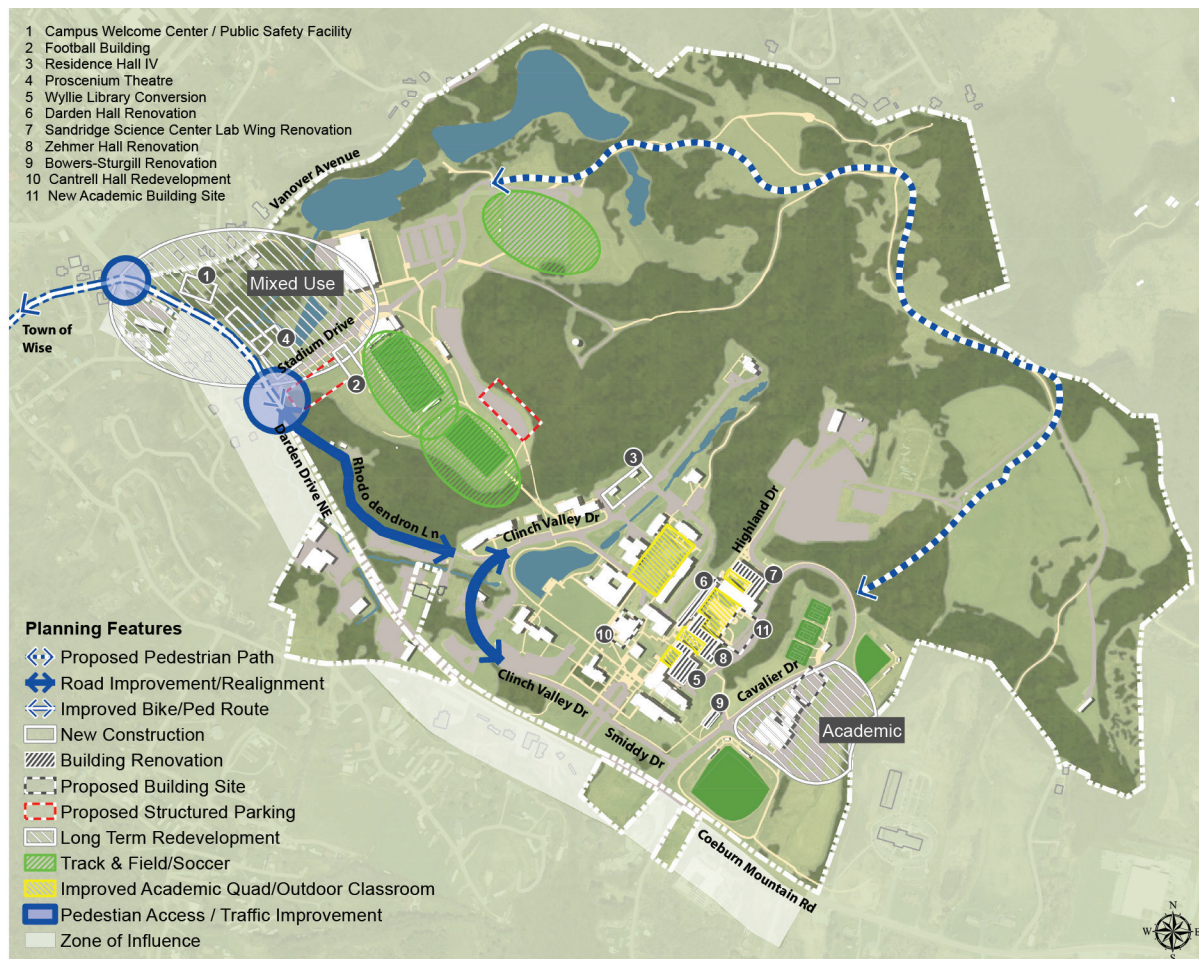 1 Campus Welcome Center / Public Safety Facility
2 Football Building
3 Residence Hall IV
4 Proscenium Theatre
5 Wyllie Library Conversion
6 Darden Hall Renovation
7 Sandridge Science Center Lab Wing Renovation
8 Zehmer Hall Renovation
9 Bowers-Sturgill Renovation
10 Cantrell Hall Redevelopment
11 New Academic Building Site
Vanover Avenue
1
Mixed Use
Town of
Wise
4
Stadium Drive
2
Darden Drive NE
Rhodo dendron L n
3
Clinch Valley Dr
Highland Dr
6
7
10
11
8
5
Clinch Valley Dr
Cavalier Dr
9
Smiddy Dr
Academic
Coeburn Mountain Rd
Planning Features
Proposed Pedestrian Path
Road Improvement/Realignment
Improved Bike/Ped Route
New Construction
Building Renovation
Proposed Building Site
Proposed Structured Parking
Long Term Redevelopment
Track & Field/Soccer
Improved Academic Quad/Outdoor Classroom
Pedestian Access / Traffic Improvement
Zone of Influence
N
W
E
S